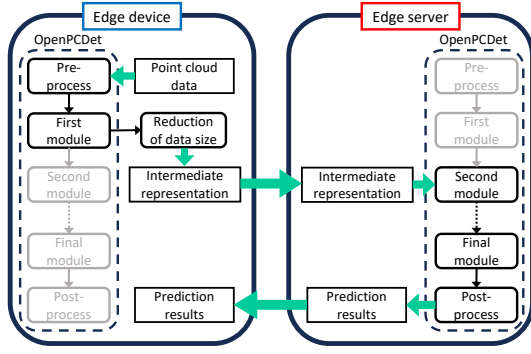 Edge device
OpenPCDet
Pre-
process
Point cloud
data
First
module
Reduction
of data size
Second
module
Intermediate
representation
Final
module
Post-
process
Prediction
results
Edge server
OpenPCDet
Pre-
process
First
module
Intermediate
representation
Second
module
Final
module
Prediction
results
Post-
process